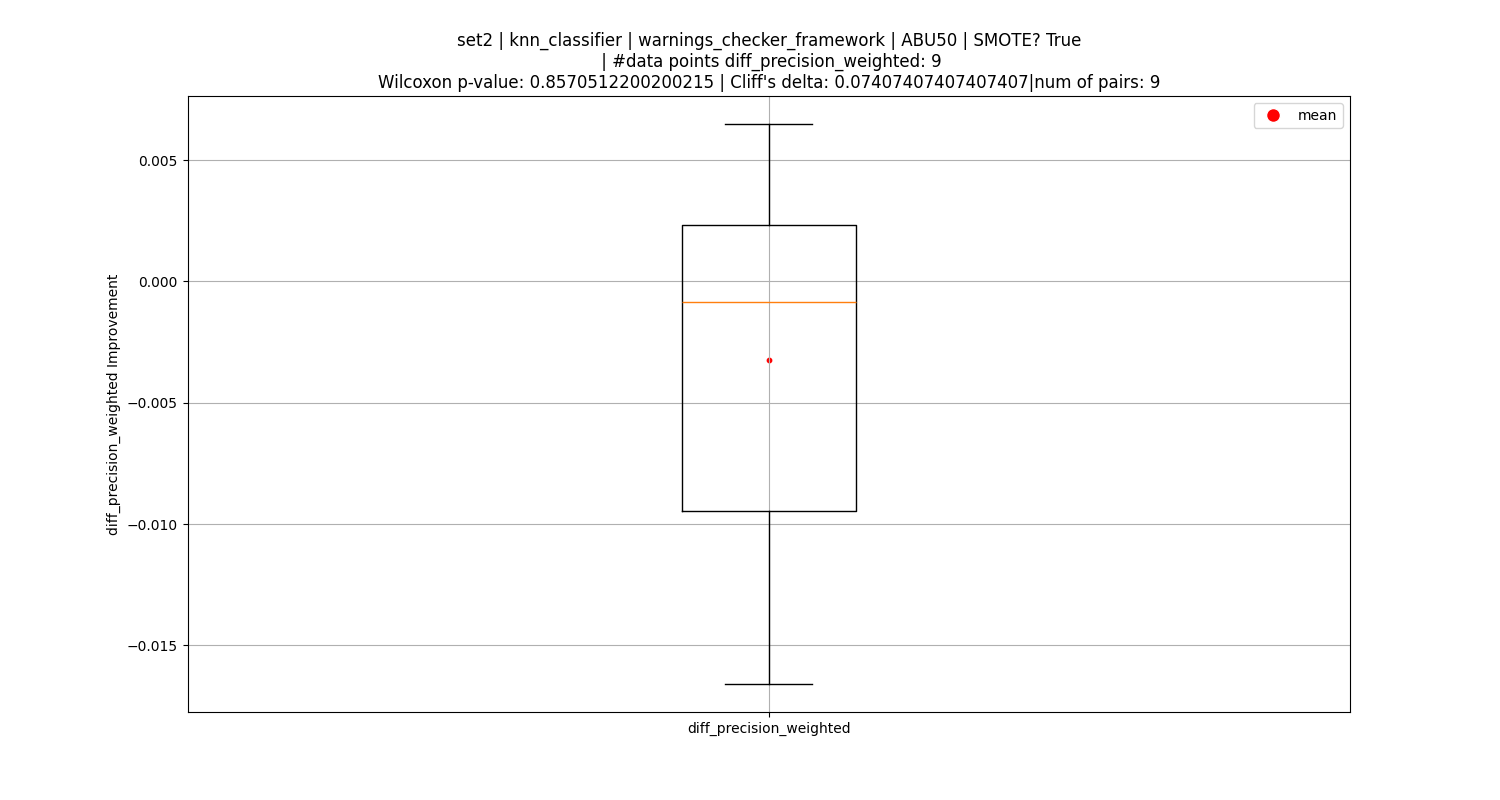 set2 | knn_classifier | warnings_checker_framework | ABU50 | SMOTE? True
| #data points diff_precision_weighted: 9
Wilcoxon p-value: 0.8570512200200215 | Cliff's delta: 0.07407407407407407|num of pairs: 9
mean
0.005
0.000
−0.005
−0.010
−0.015
diff_precision_weighted Improvement
diff_precision_weighted